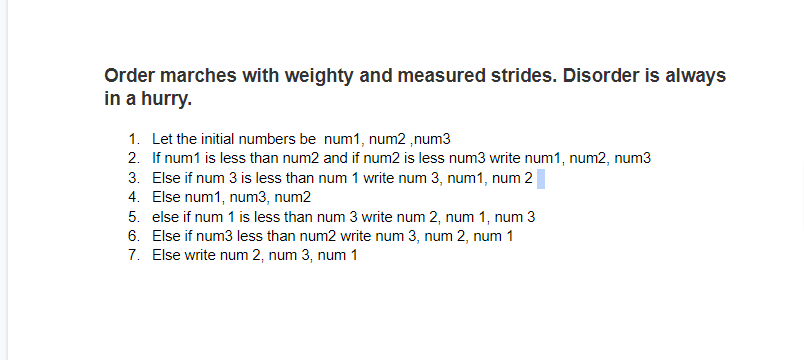 Order marches with weighty and measured strides. Disorder is always
in a hurry.
1. Let the initial numbers be  num1, num2 ,num3
2. If num1 is less than num2 and if num2 is less num3 write num1, num2, num3
3. Else if num 3 is less than num 1 write num 3, num1, num 2
4. Else num1, num3, num2
5. else if num 1 is less than num 3 write num 2, num 1, num 3
6. Else if num3 less than num2 write num 3, num 2, num 1
7. Else write num 2, num 3, num 1